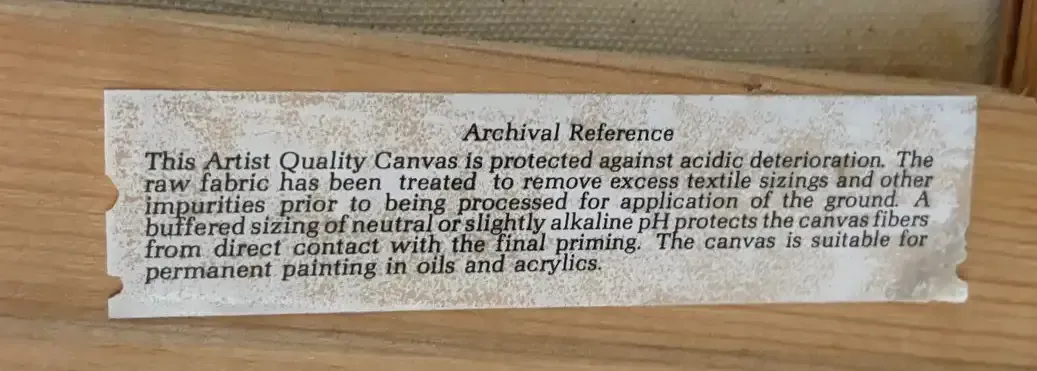 Archival Reference
This Artist Quality Canvas is protected against acidic deterioration. The
raw fabric has been treated to remove excess textile sizings and other
impurities prior to being processed for application of the ground. A
buffered sizing of neutral or slightly alkaline pH protects the canvas fibers
from direct contact with the final priming. The canvas is suitable for
permanent painting in oils and acrylics.